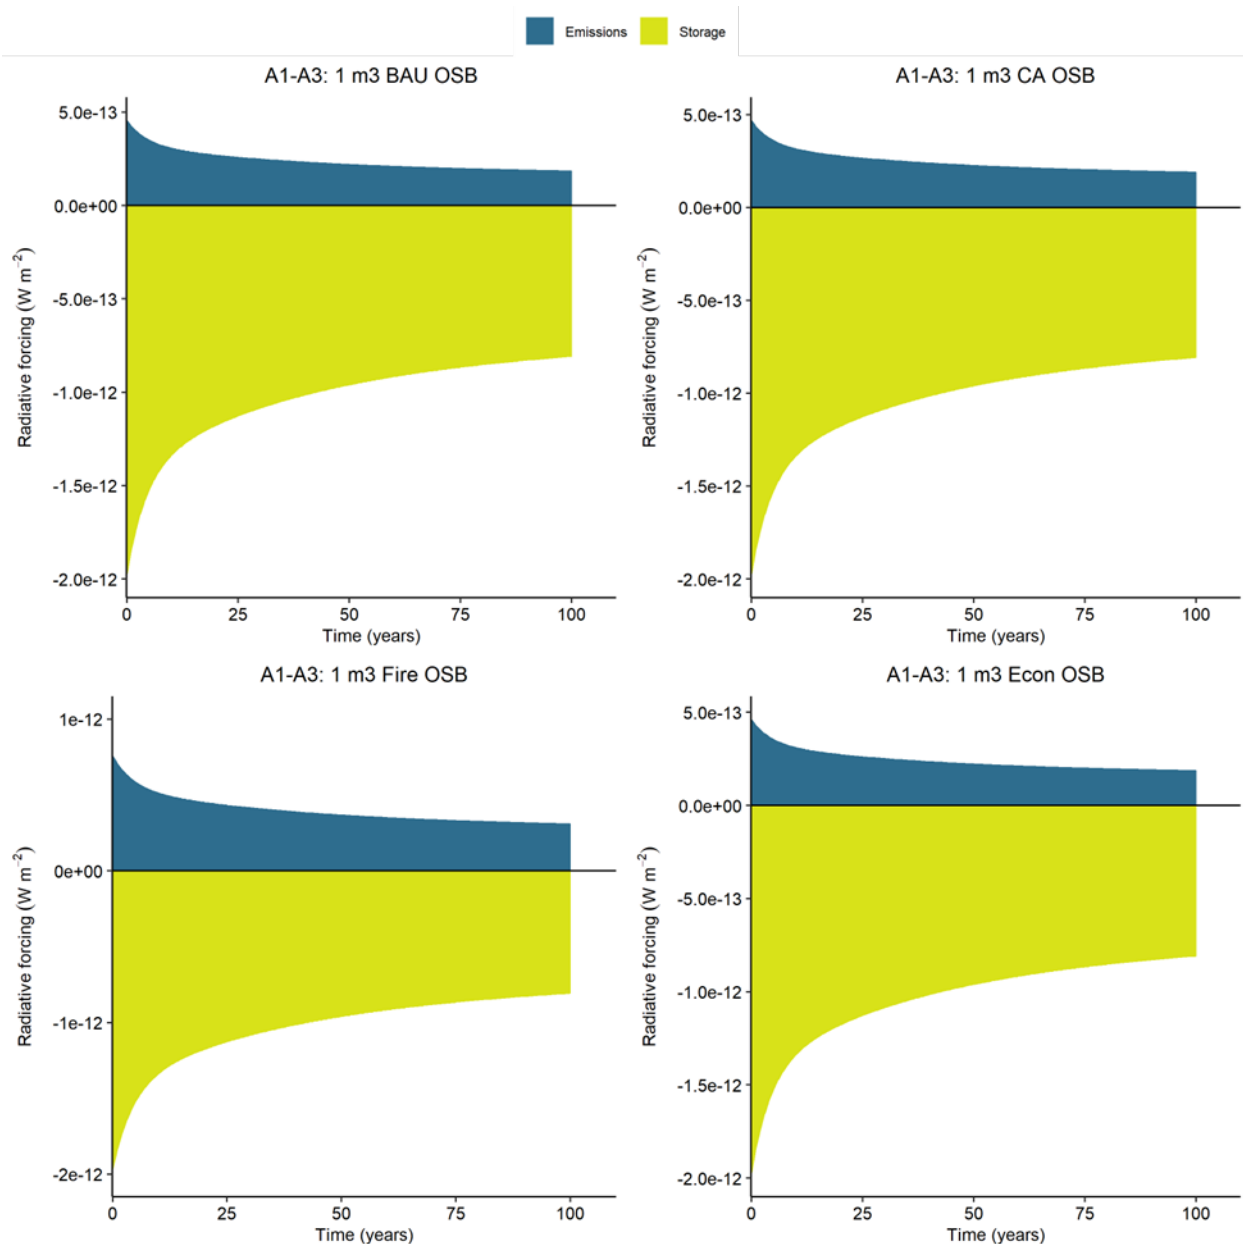 Emissions Storage
A1-A3: 1 m3 BAU OSB
5.0e-13
0.0e+00
-5.0e-13
-1.0e-12
-1.5e-12
-2.0e-12
Radiative forcing (W m⁻²)
0 25 50 75 100
Time (years)
A1-A3: 1 m3 CA OSB
5.0e-13
0.0e+00
-5.0e-13
-1.0e-12
-1.5e-12
-2.0e-12
Radiative forcing (W m⁻²)
0 25 50 75 100
Time (years)
A1-A3: 1 m3 Fire OSB
1e-12
0e+00
-1e-12
-2e-12
Radiative forcing (W m⁻²)
0 25 50 75 100
Time (years)
A1-A3: 1 m3 Econ OSB
5.0e-13
0.0e+00
-5.0e-13
-1.0e-12
-1.5e-12
-2.0e-12
Radiative forcing (W m⁻²)
0 25 50 75 100
Time (years)